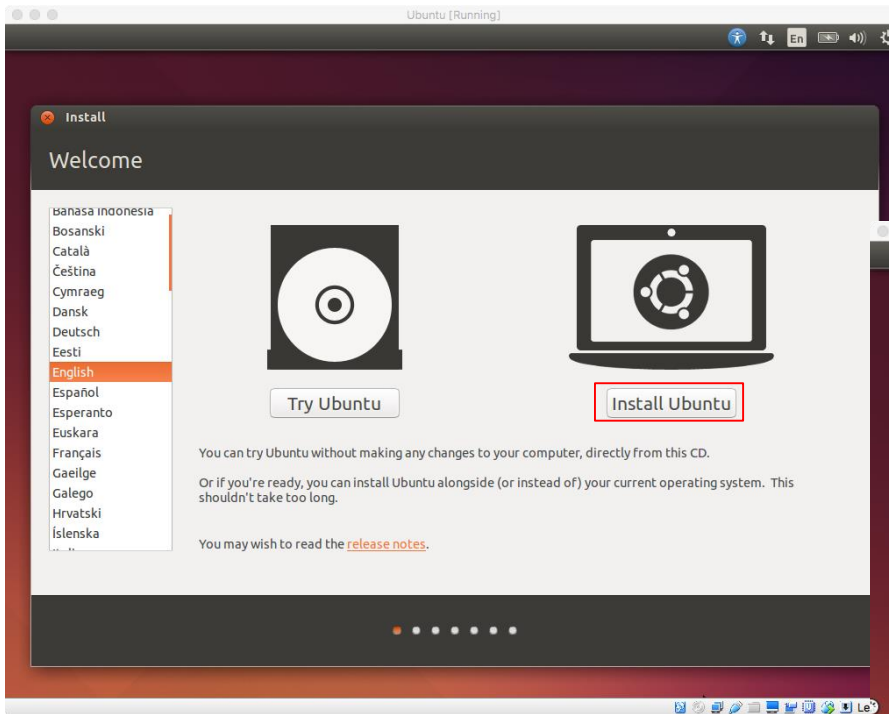 Ubuntu [Running]
En
Install
Welcome
Bahasa Indonesia
Bosanski
Català
Čeština
Cymraeg
Dansk
Deutsch
Eesti
English
Español
Esperanto
Euskara
Français
Gaeilge
Galego
Hrvatski
Íslenska
Try Ubuntu
Install Ubuntu
You can try Ubuntu without making any changes to your computer, directly from this CD.
Or if you're ready, you can install Ubuntu alongside (or instead of) your current operating system. This
shouldn't take too long.
You may wish to read the release notes.
Le